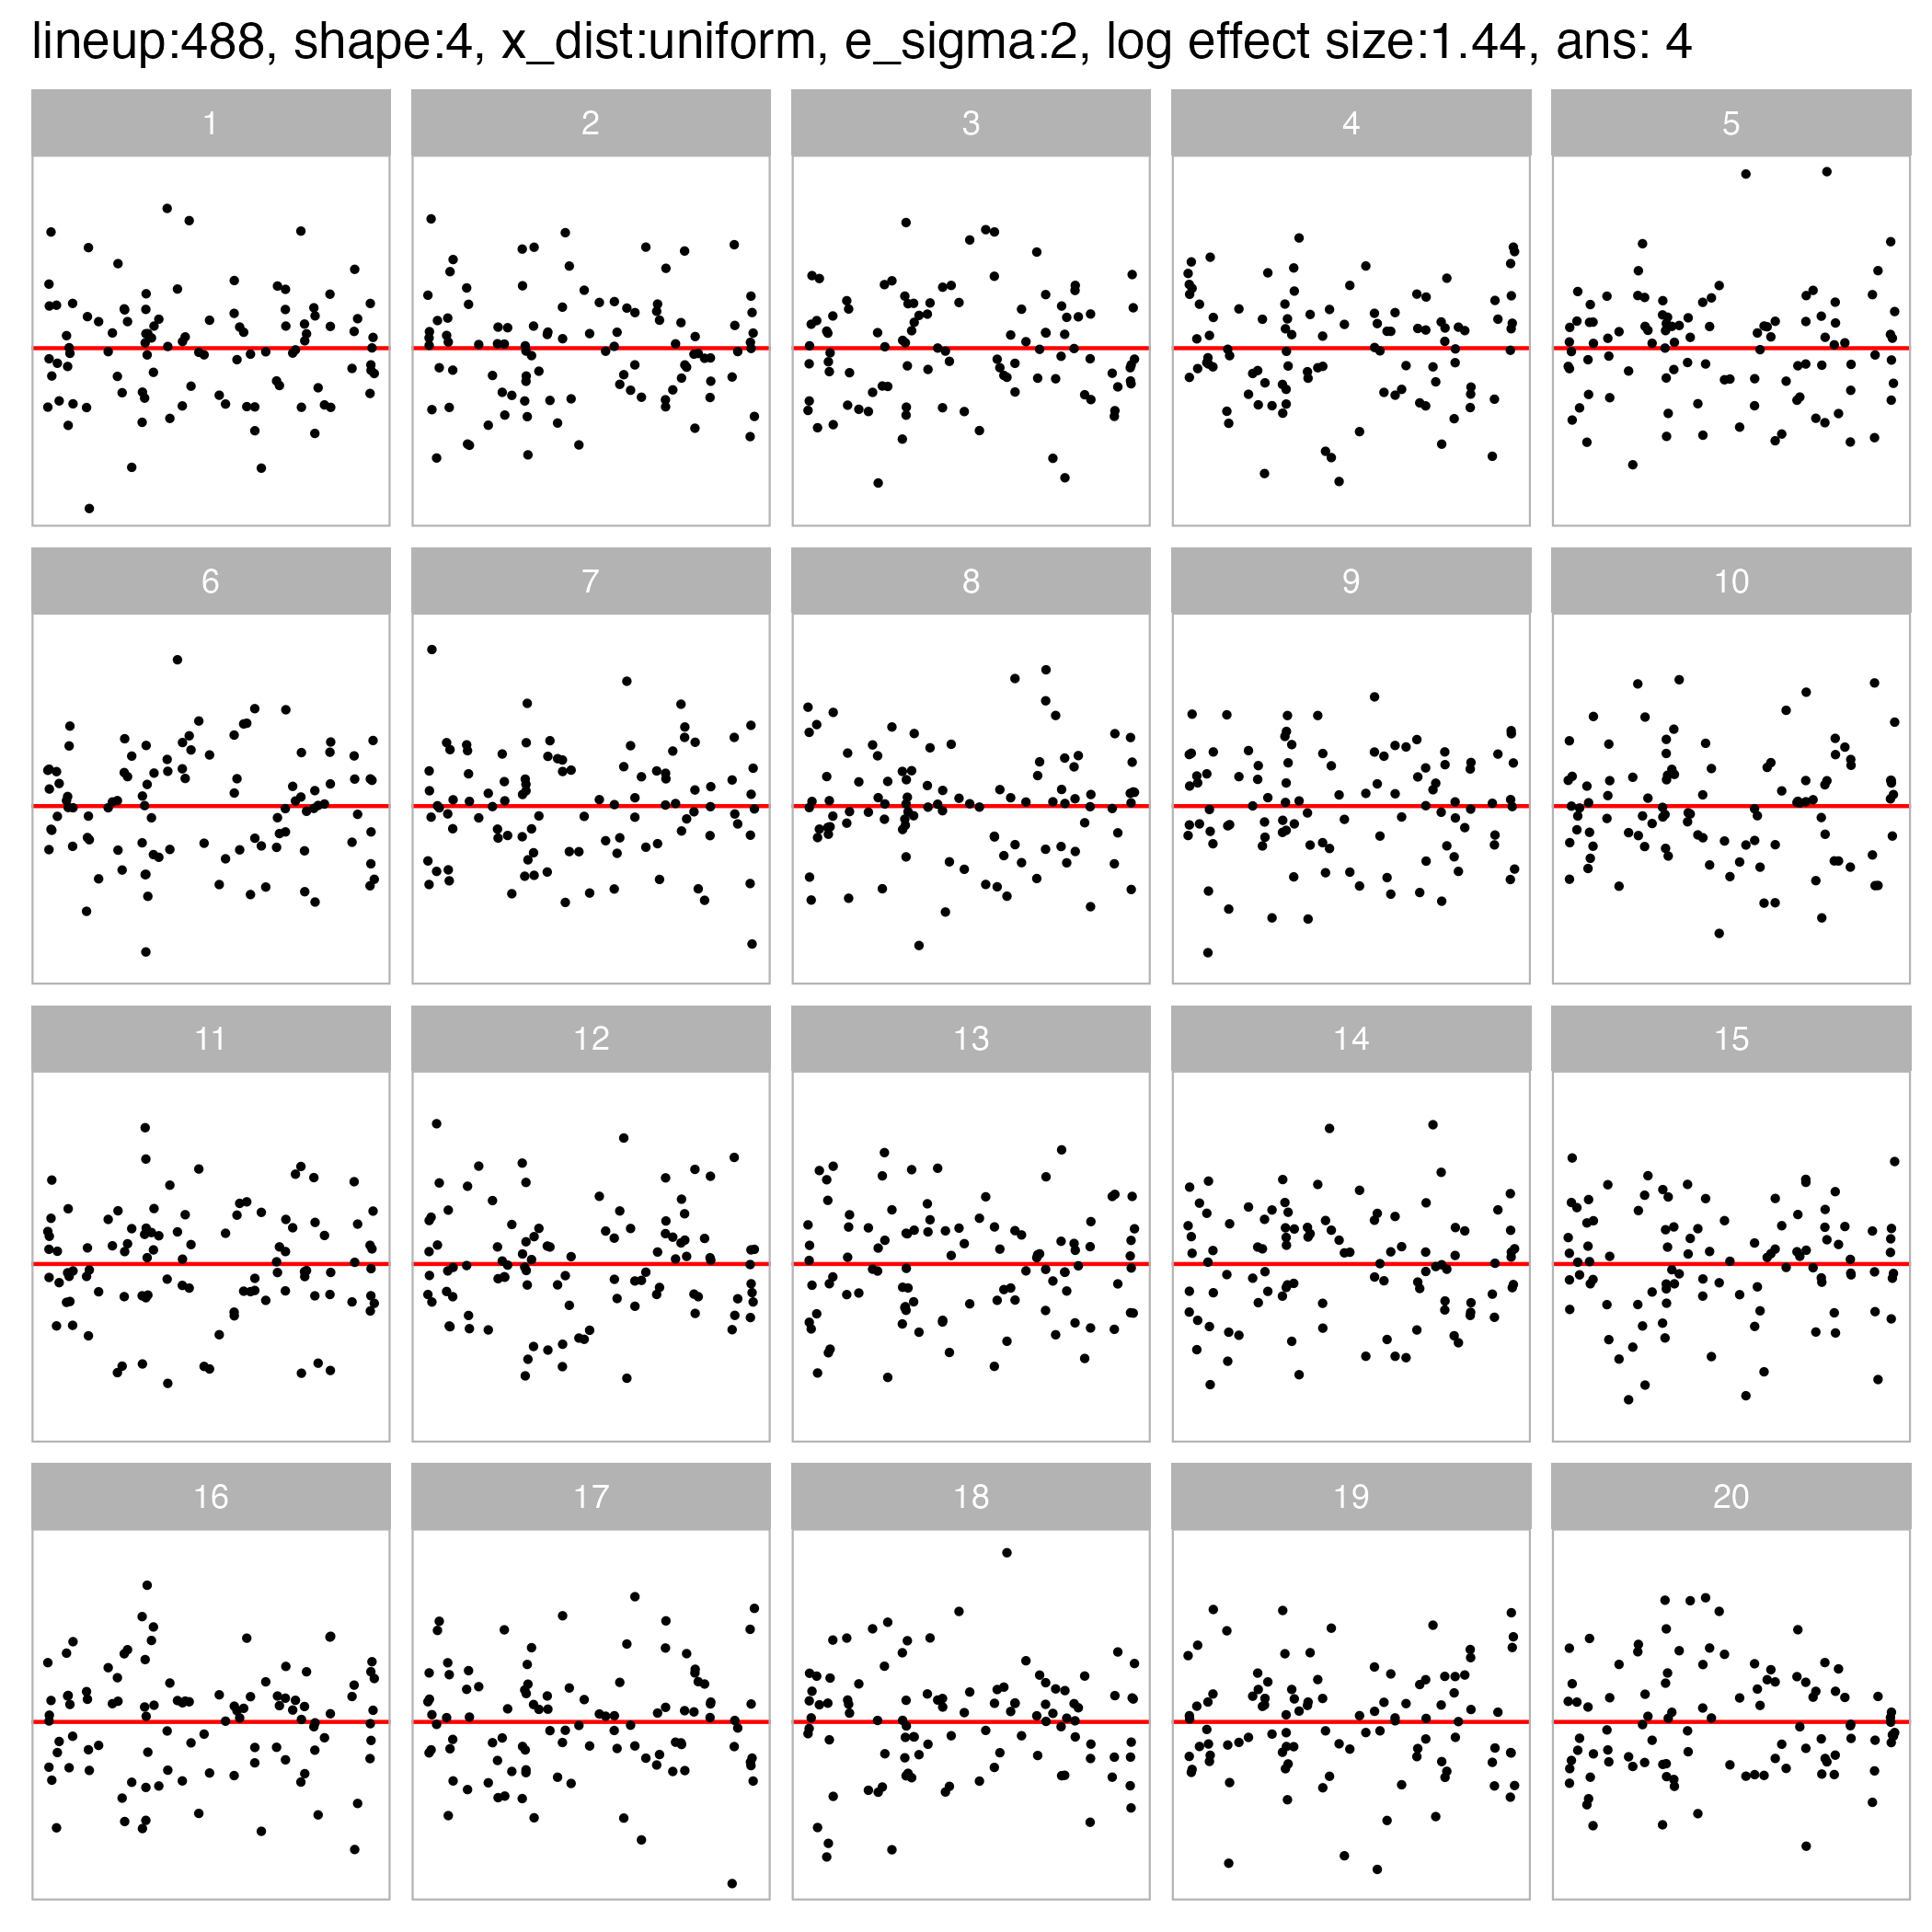 lineup:488, shape:4, x_dist:uniform, e_sigma:2, log effect size:1.44, ans: 4
1 2 3 4 5
6 7 8 9 10
11 12 13 14 15
16 17 18 19 20